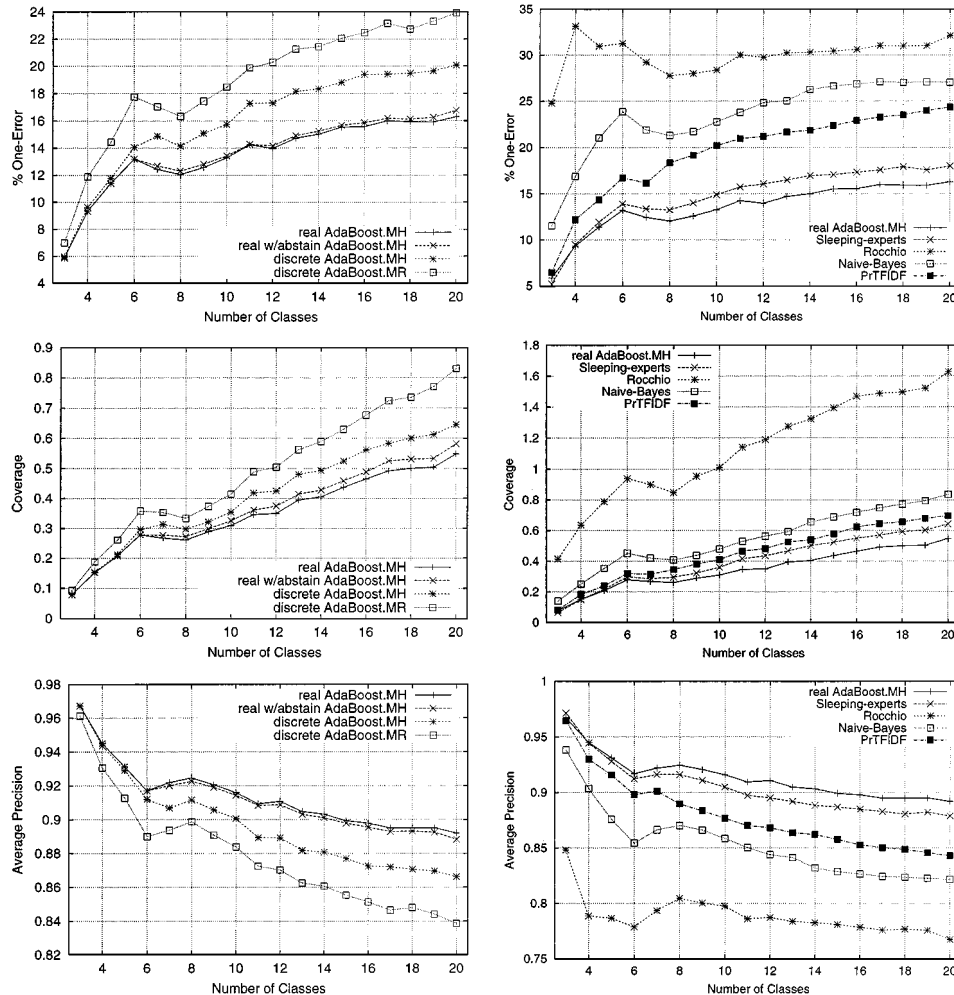 24
22
20
18
16
14
12
10
8
6
4
% One-Error
real AdaBoost.MH
real w/abstain AdaBoost.MH
discrete AdaBoost.MH
discrete AdaBoost.MR
4 6 8 10 12 14 16 18 20
Number of Classes
35
30
25
20
15
10
5
% One-Error
real AdaBoost.MH
Sleeping-experts
Rocchio
Naive-Bayes
PrTFIDF
4 6 8 10 12 14 16 18 20
Number of Classes
0.9
0.8
0.7
0.6
0.5
0.4
0.3
0.2
0.1
0
Coverage
real AdaBoost.MH
real w/abstain AdaBoost.MH
discrete AdaBoost.MH
discrete AdaBoost.MR
4 6 8 10 12 14 16 18 20
Number of Classes
1.8
1.6
1.4
1.2
1
0.8
0.6
0.4
0.2
0
Coverage
real AdaBoost.MH
Sleeping-experts
Rocchio
Naive-Bayes
PrTFIDF
4 6 8 10 12 14 16 18 20
Number of Classes
0.98
0.96
0.94
0.92
0.9
0.88
0.86
0.84
0.82
Average Precision
real AdaBoost.MH
real w/abstain AdaBoost.MH
discrete AdaBoost.MH
discrete AdaBoost.MR
4 6 8 10 12 14 16 18 20
Number of Classes
1
0.95
0.9
0.85
0.8
0.75
Average Precision
real AdaBoost.MH
Sleeping-experts
Rocchio
Naive-Bayes
PrTFIDF
4 6 8 10 12 14 16 18 20
Number of Classes